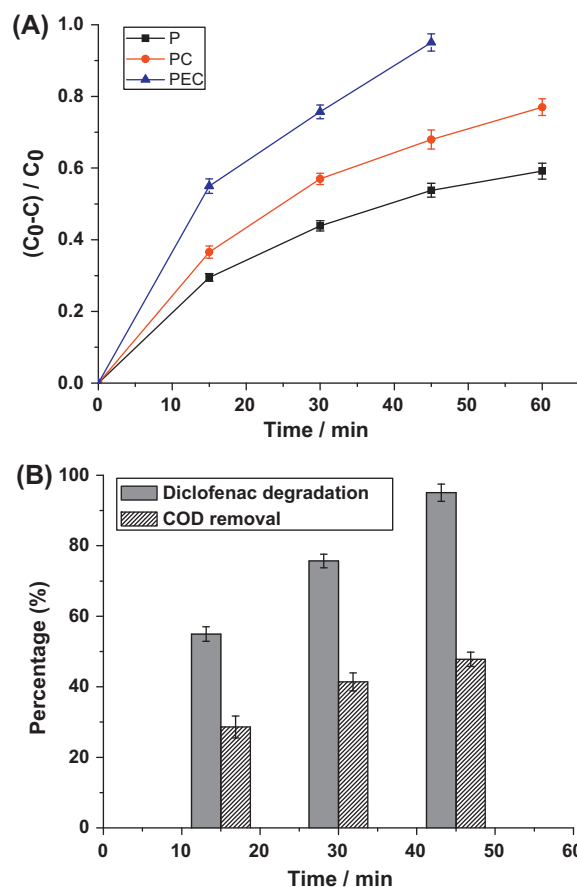 (A)
P
PC
PEC
1.0
0.8
0.6
0.4
0.2
0.0
(C0-C) / C0
0 10 20 30 40 50 60
Time / min
(B)
Diclofenac degradation
COD removal
100
80
60
40
20
0
Percentage (%)
0 10 20 30 40 50 60
Time / min